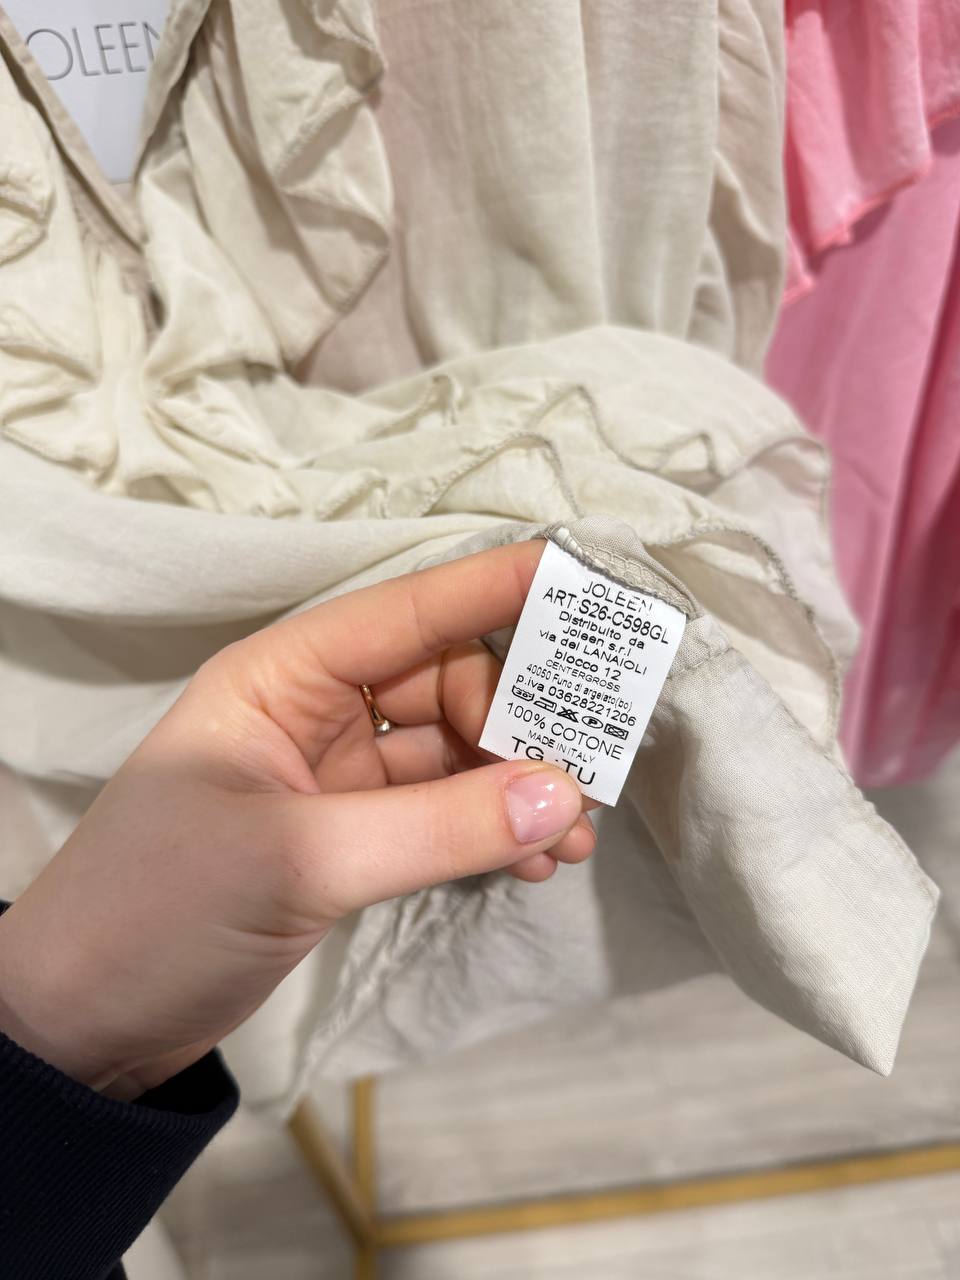 OLEEN
JOLEEN
ART:S26-C598GL
Distribuito da
Joleen s.r.l
via dei LANAIOLI
blocco 12
CENTERGROSS
40050 Funo di argelato(bo)
p.iva 03628221206
100% COTONE
MADE IN ITALY
TG.:TU